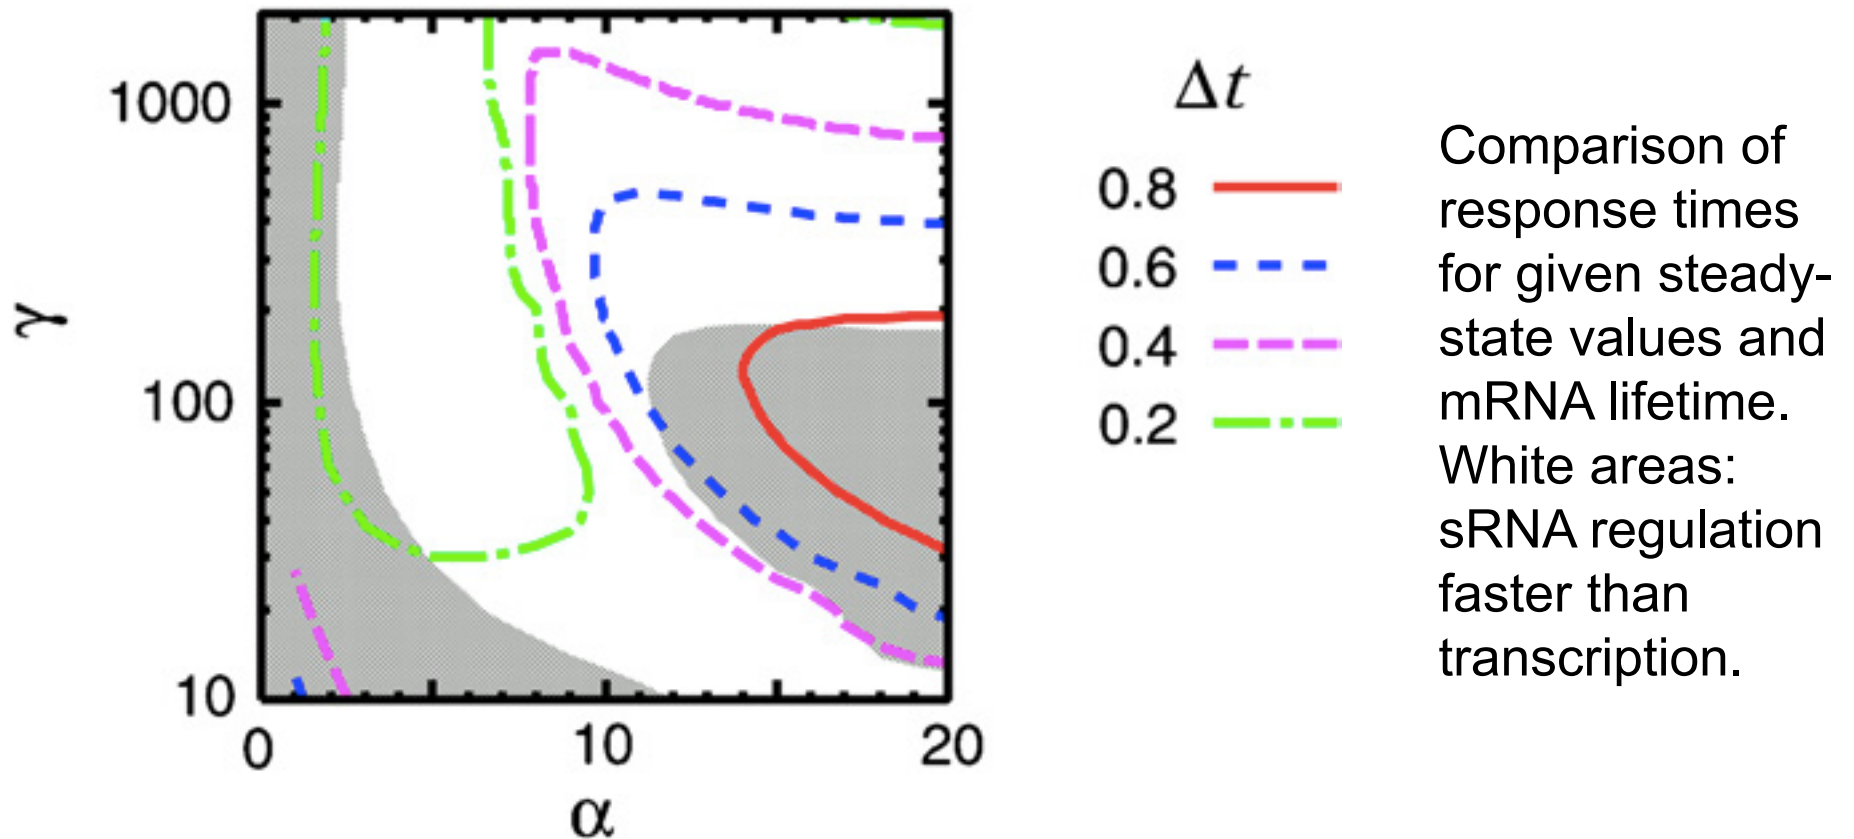 1000
100
10
γ
0
10
20
α
Δt
0.8
0.6
0.4
0.2
Comparison of
response times
for given steady-
state values and
mRNA lifetime.
White areas:
sRNA regulation
faster than
transcription.